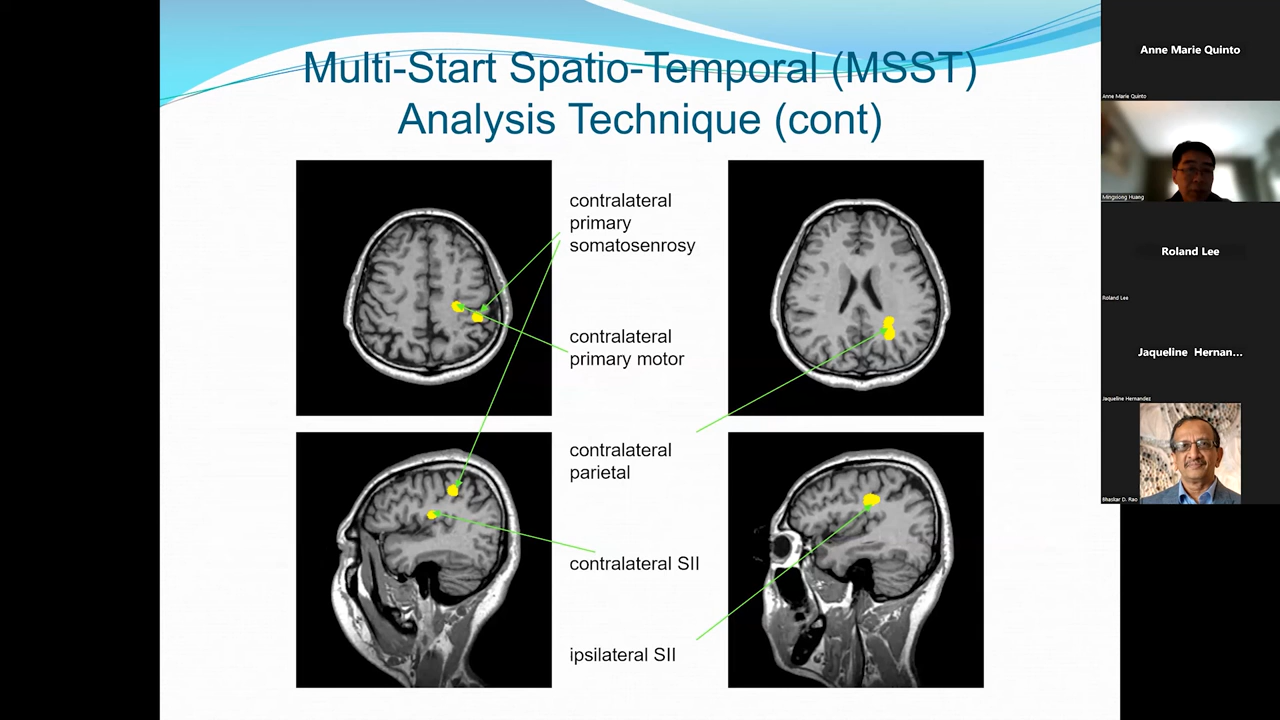 Multi-Start Spatio-Temporal (MSST)
Analysis Technique (cont)
contralateral
primary
somatosenrosy
contralateral
primary motor
contralateral
parietal
contralateral SII
ipsilateral SII
Anne Marie Quinto
Anne Marie Quinto
Mingxiong Huang
Roland Lee
Roland Lee
Jaqueline Hernan...
Jaqueline Hernandez
Bhaskar D. Rao